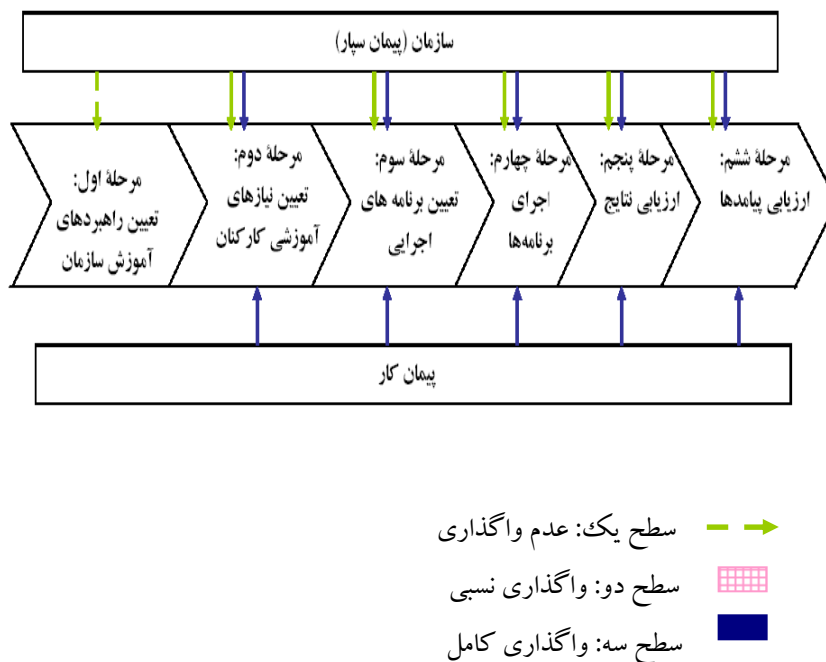 سازمان (پیمان سپار)
مرحلهٔ اول:
تعیین راهبردهای
آموزش سازمان
مرحلهٔ دوم:
تعیین نیازهای
آموزشی کارکنان
مرحلهٔ سوم:
تعیین برنامه های
اجرایی
مرحلهٔ چهارم:
اجرای
برنامه‌ها
مرحلهٔ پنجم:
ارزیابی نتایج
مرحلهٔ ششم:
ارزیابی پیامدها
پیمان کار
سطح یک: عدم واگذاری
سطح دو: واگذاری نسبی
سطح سه: واگذاری کامل